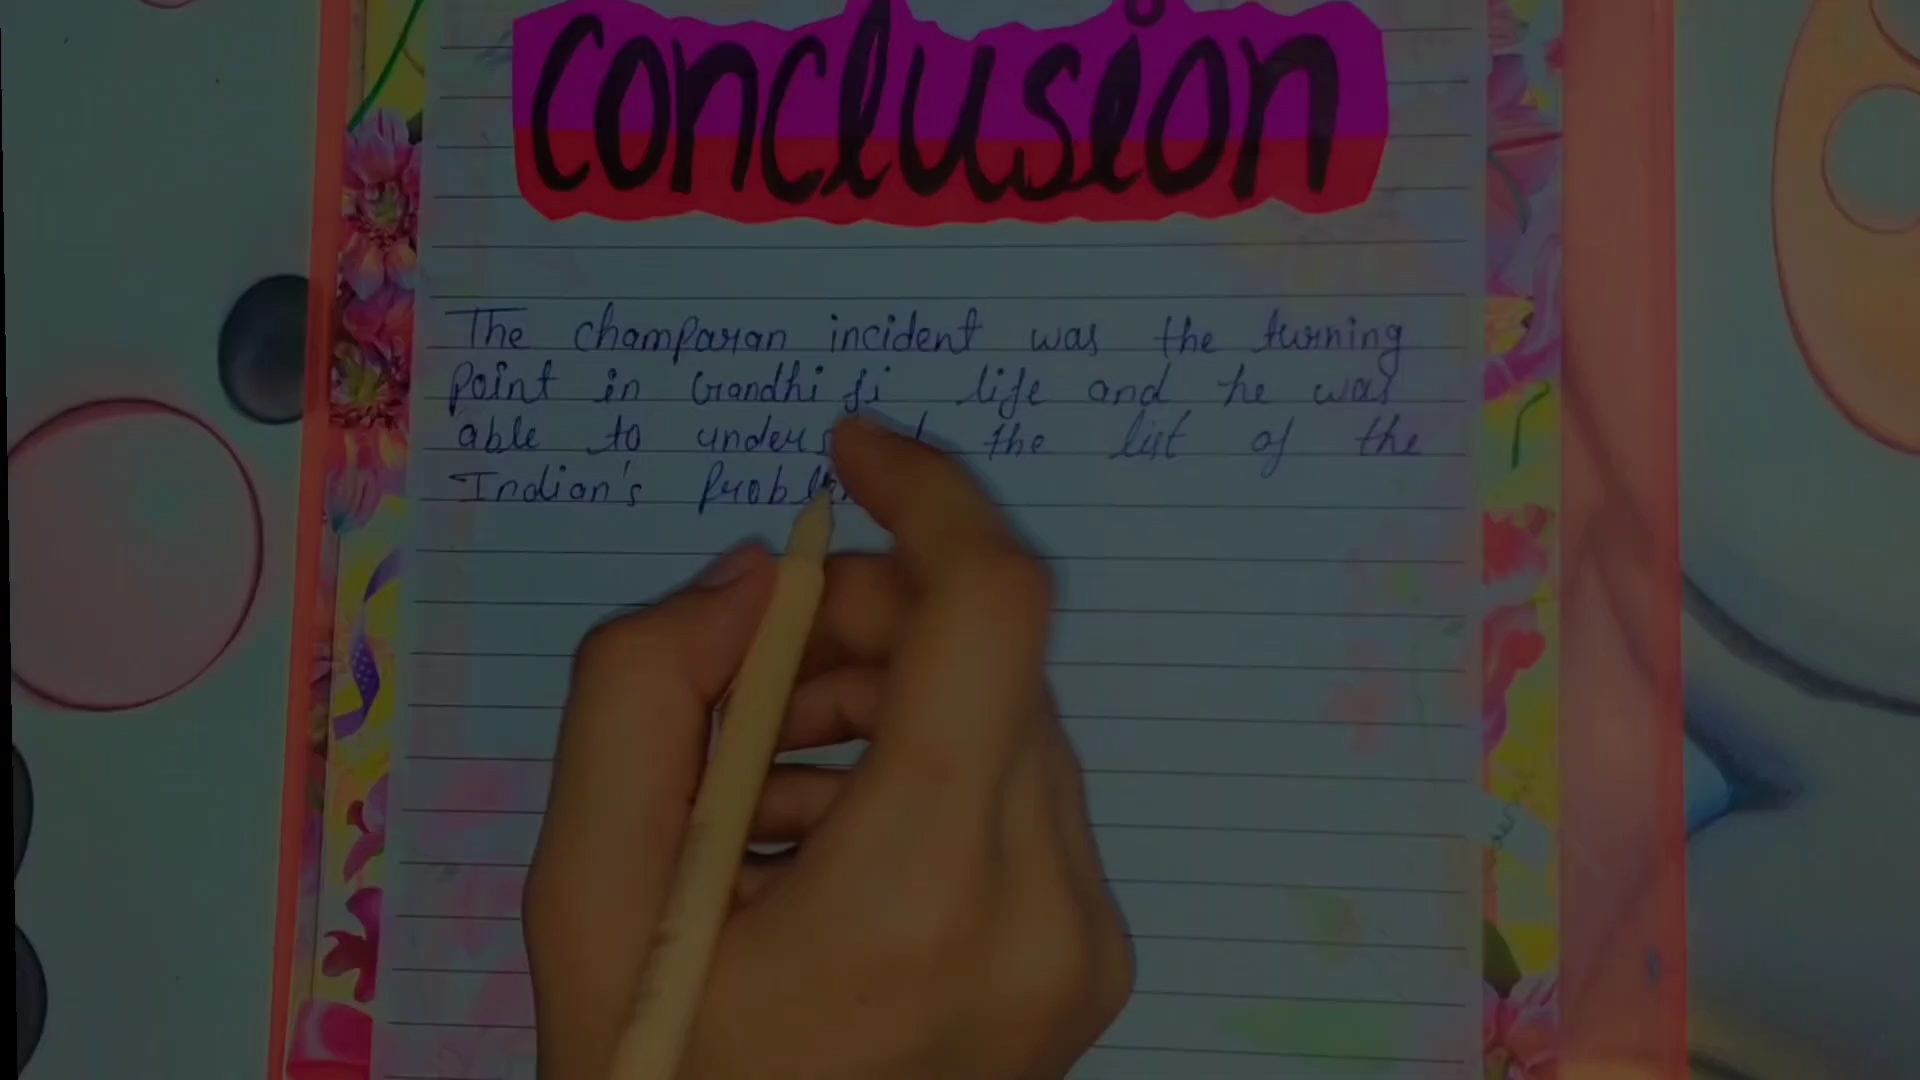 conclusion
The champaran incident was the turning
point in Gandhi ji life and he was
able to the list of the
Indian's